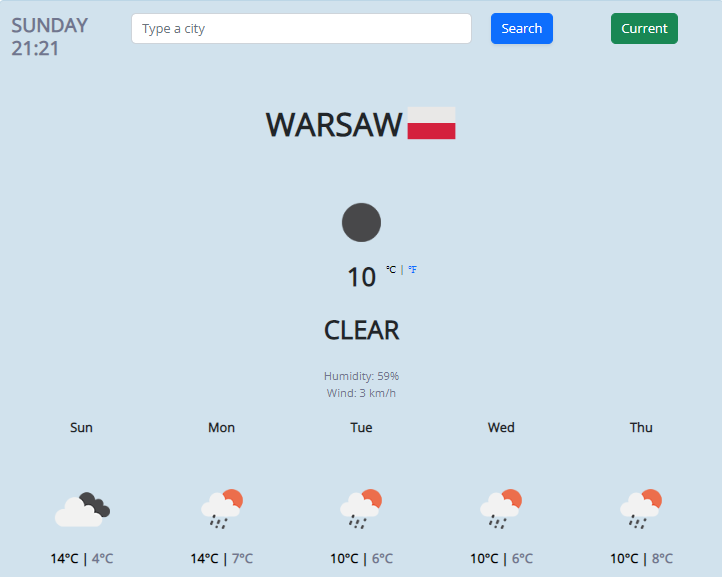 SUNDAY
21:21
Type a city
Search
Current
WARSAW
10 °C | °F
CLEAR
Humidity: 59%
Wind: 3 km/h
Sun Mon Tue Wed Thu
14°C | 4°C 14°C | 7°C 10°C | 6°C 10°C | 6°C 10°C | 8°C